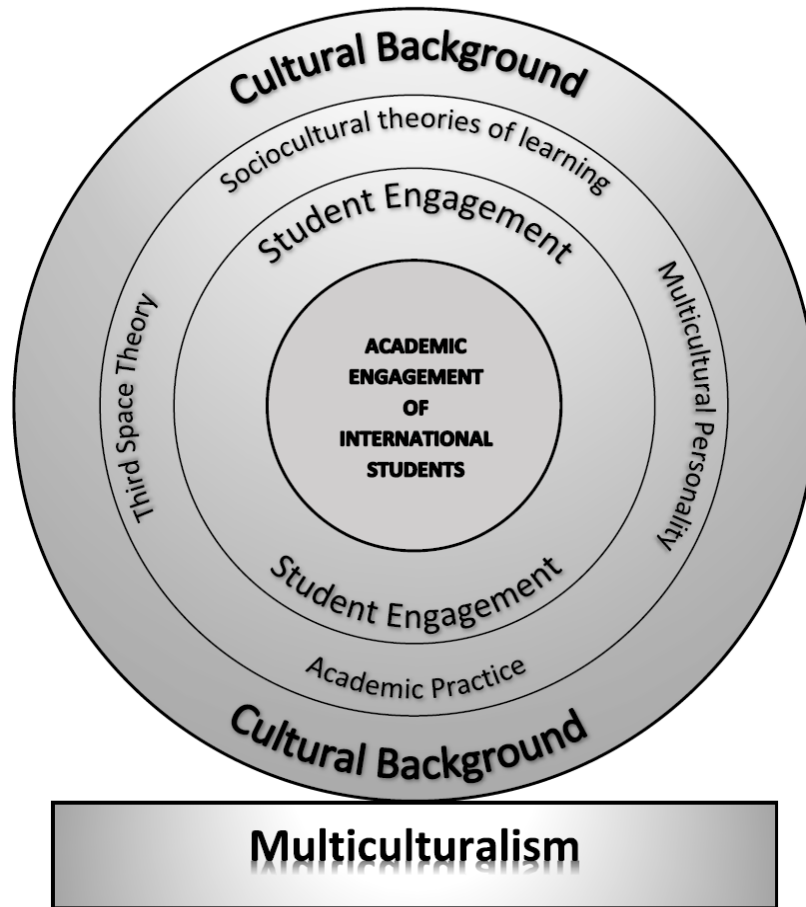 Cultural Background
Sociocultural theories of learning
Student Engagement
Third Space Theory
Multicultural Personality
ACADEMIC
ENGAGEMENT
OF
INTERNATIONAL
STUDENTS
Student Engagement
Academic Practice
Cultural Background
Multiculturalism